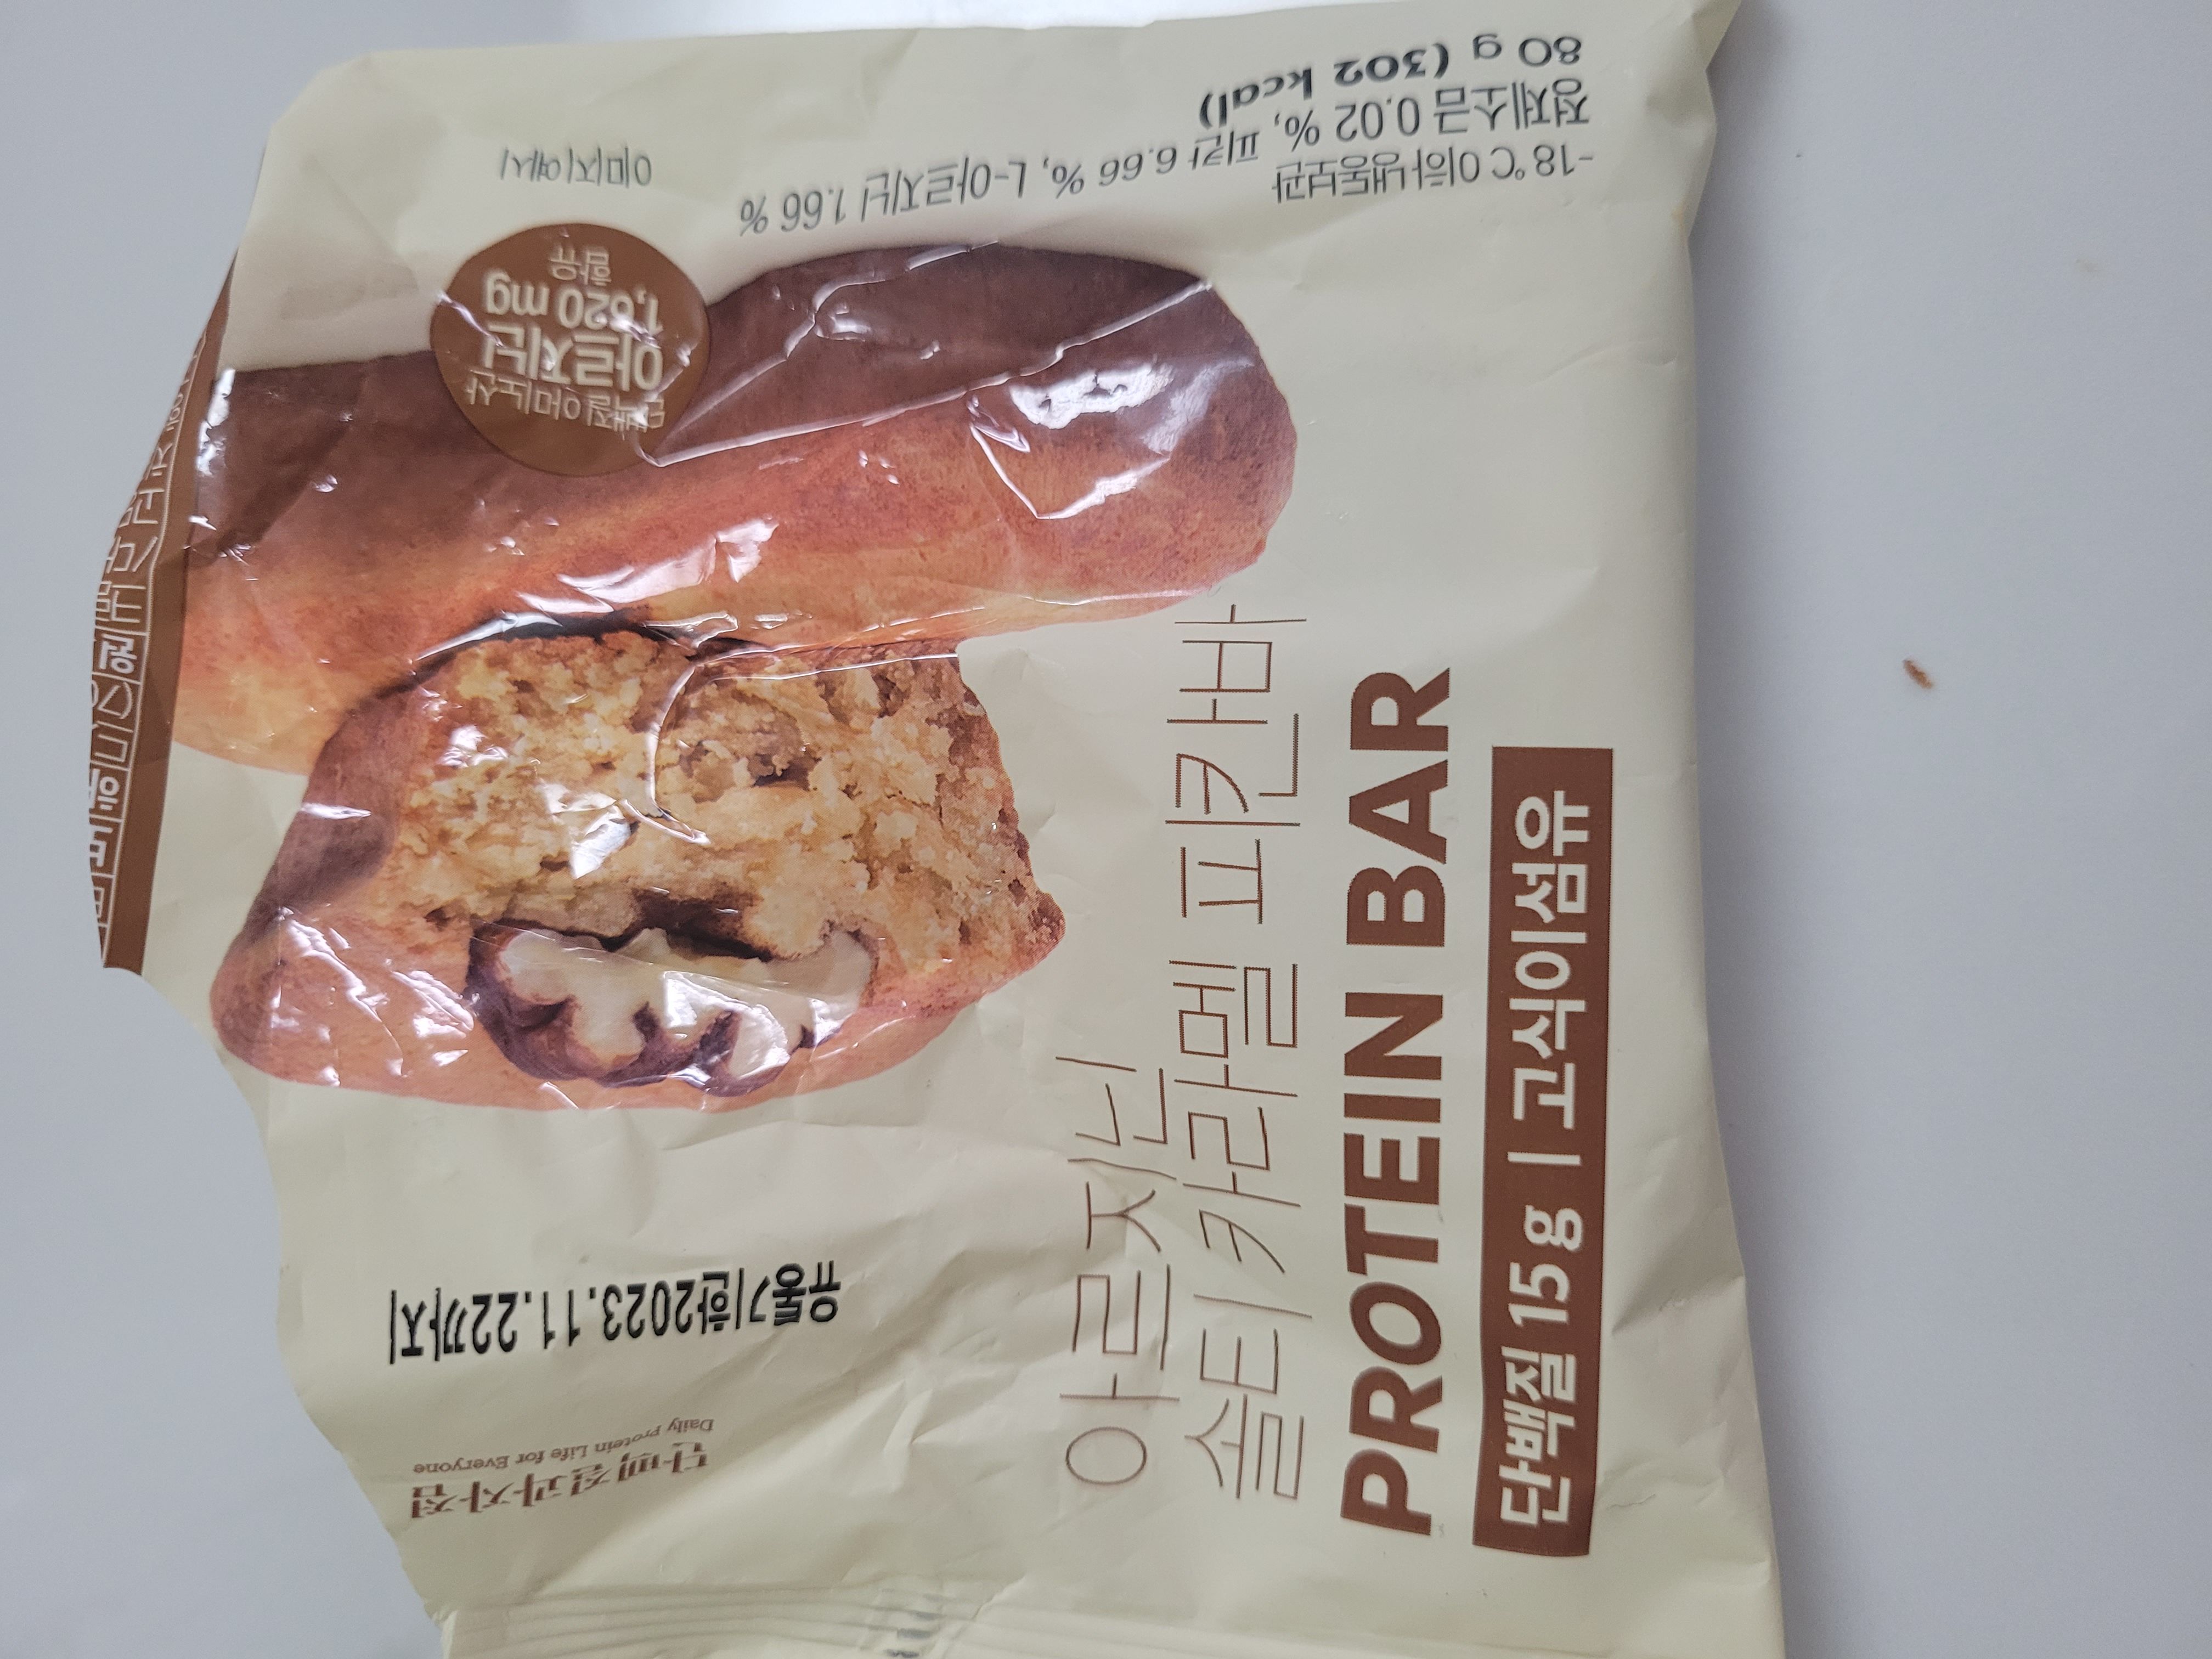 단백질과자점
Daily protein Life for Everyone
유통기한2023.11.22까지
아르지닌
솔티 카라멜 피칸바
PROTEIN BAR
단백질 15 g | 고식이섬유
단백질 아미노산
아르지닌
1,620 mg
함유
이미지 예시
피칸 6.66 %, L-아르지닌 1.66 %
정제소금 0.02 %,
-18 ℃ 이하 냉동보관
80 g (302 kcal)